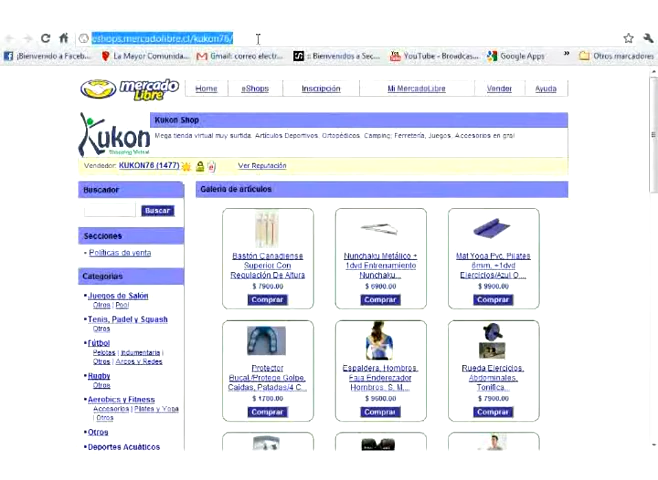 eshops.mercadolibre.cl/kukon76/
¡Bienvenido a Faceb...
La Mayor Comunida...
Gmail: correo electr...
:: Bienvenidos a Sec...
YouTube - Broadcas...
Google Apps
»
Otros marcadores
mercado
libre
Home
eShops
Inscripción
Mi MercadoLibre
Vender
Ayuda
Kukon
Shopping Virtual
Kukon Shop
Mega tienda virtual muy surtida. Artículos Deportivos. Ortopédicos. Camping; Ferretería, Juegos. Accesorios en gral
Vendedor: KUKON76 (1477)
Ver Reputación
Buscador
Buscar
Secciones
Políticas de venta
Categorías
Juegos de Salón
Otros | Pool
Tenis, Padel y Squash
Otros
Fútbol
Pelotas | Indumentaria |
Otros | Arcos y Redes
Rugby
Otros
Aerobics y Fitness
Accesorios | Pilates y Yoga
| Otros
Otros
Deportes Acuáticos
Galería de artículos
Bastón Canadiense
Superior Con
Regulación De Altura
$ 7900.00
Comprar
Nunchaku Metálico +
1dvd Entrenamiento
Nunchaku...
$ 6900.00
Comprar
Mat Yoga Pvc, Pilates
6mm, +1dvd
Ejercicios/Azul O ...
$ 9900.00
Comprar
Protector
Bucal/Protege Golpe,
Caídas, Patadas/4 C...
$ 1700.00
Comprar
Espaldera, Hombros,
Faja Enderezador
Hombros, S, M,...
$ 9500.00
Comprar
Rueda Ejercicios,
Abdominales,
Tonifica...
$ 7900.00
Comprar